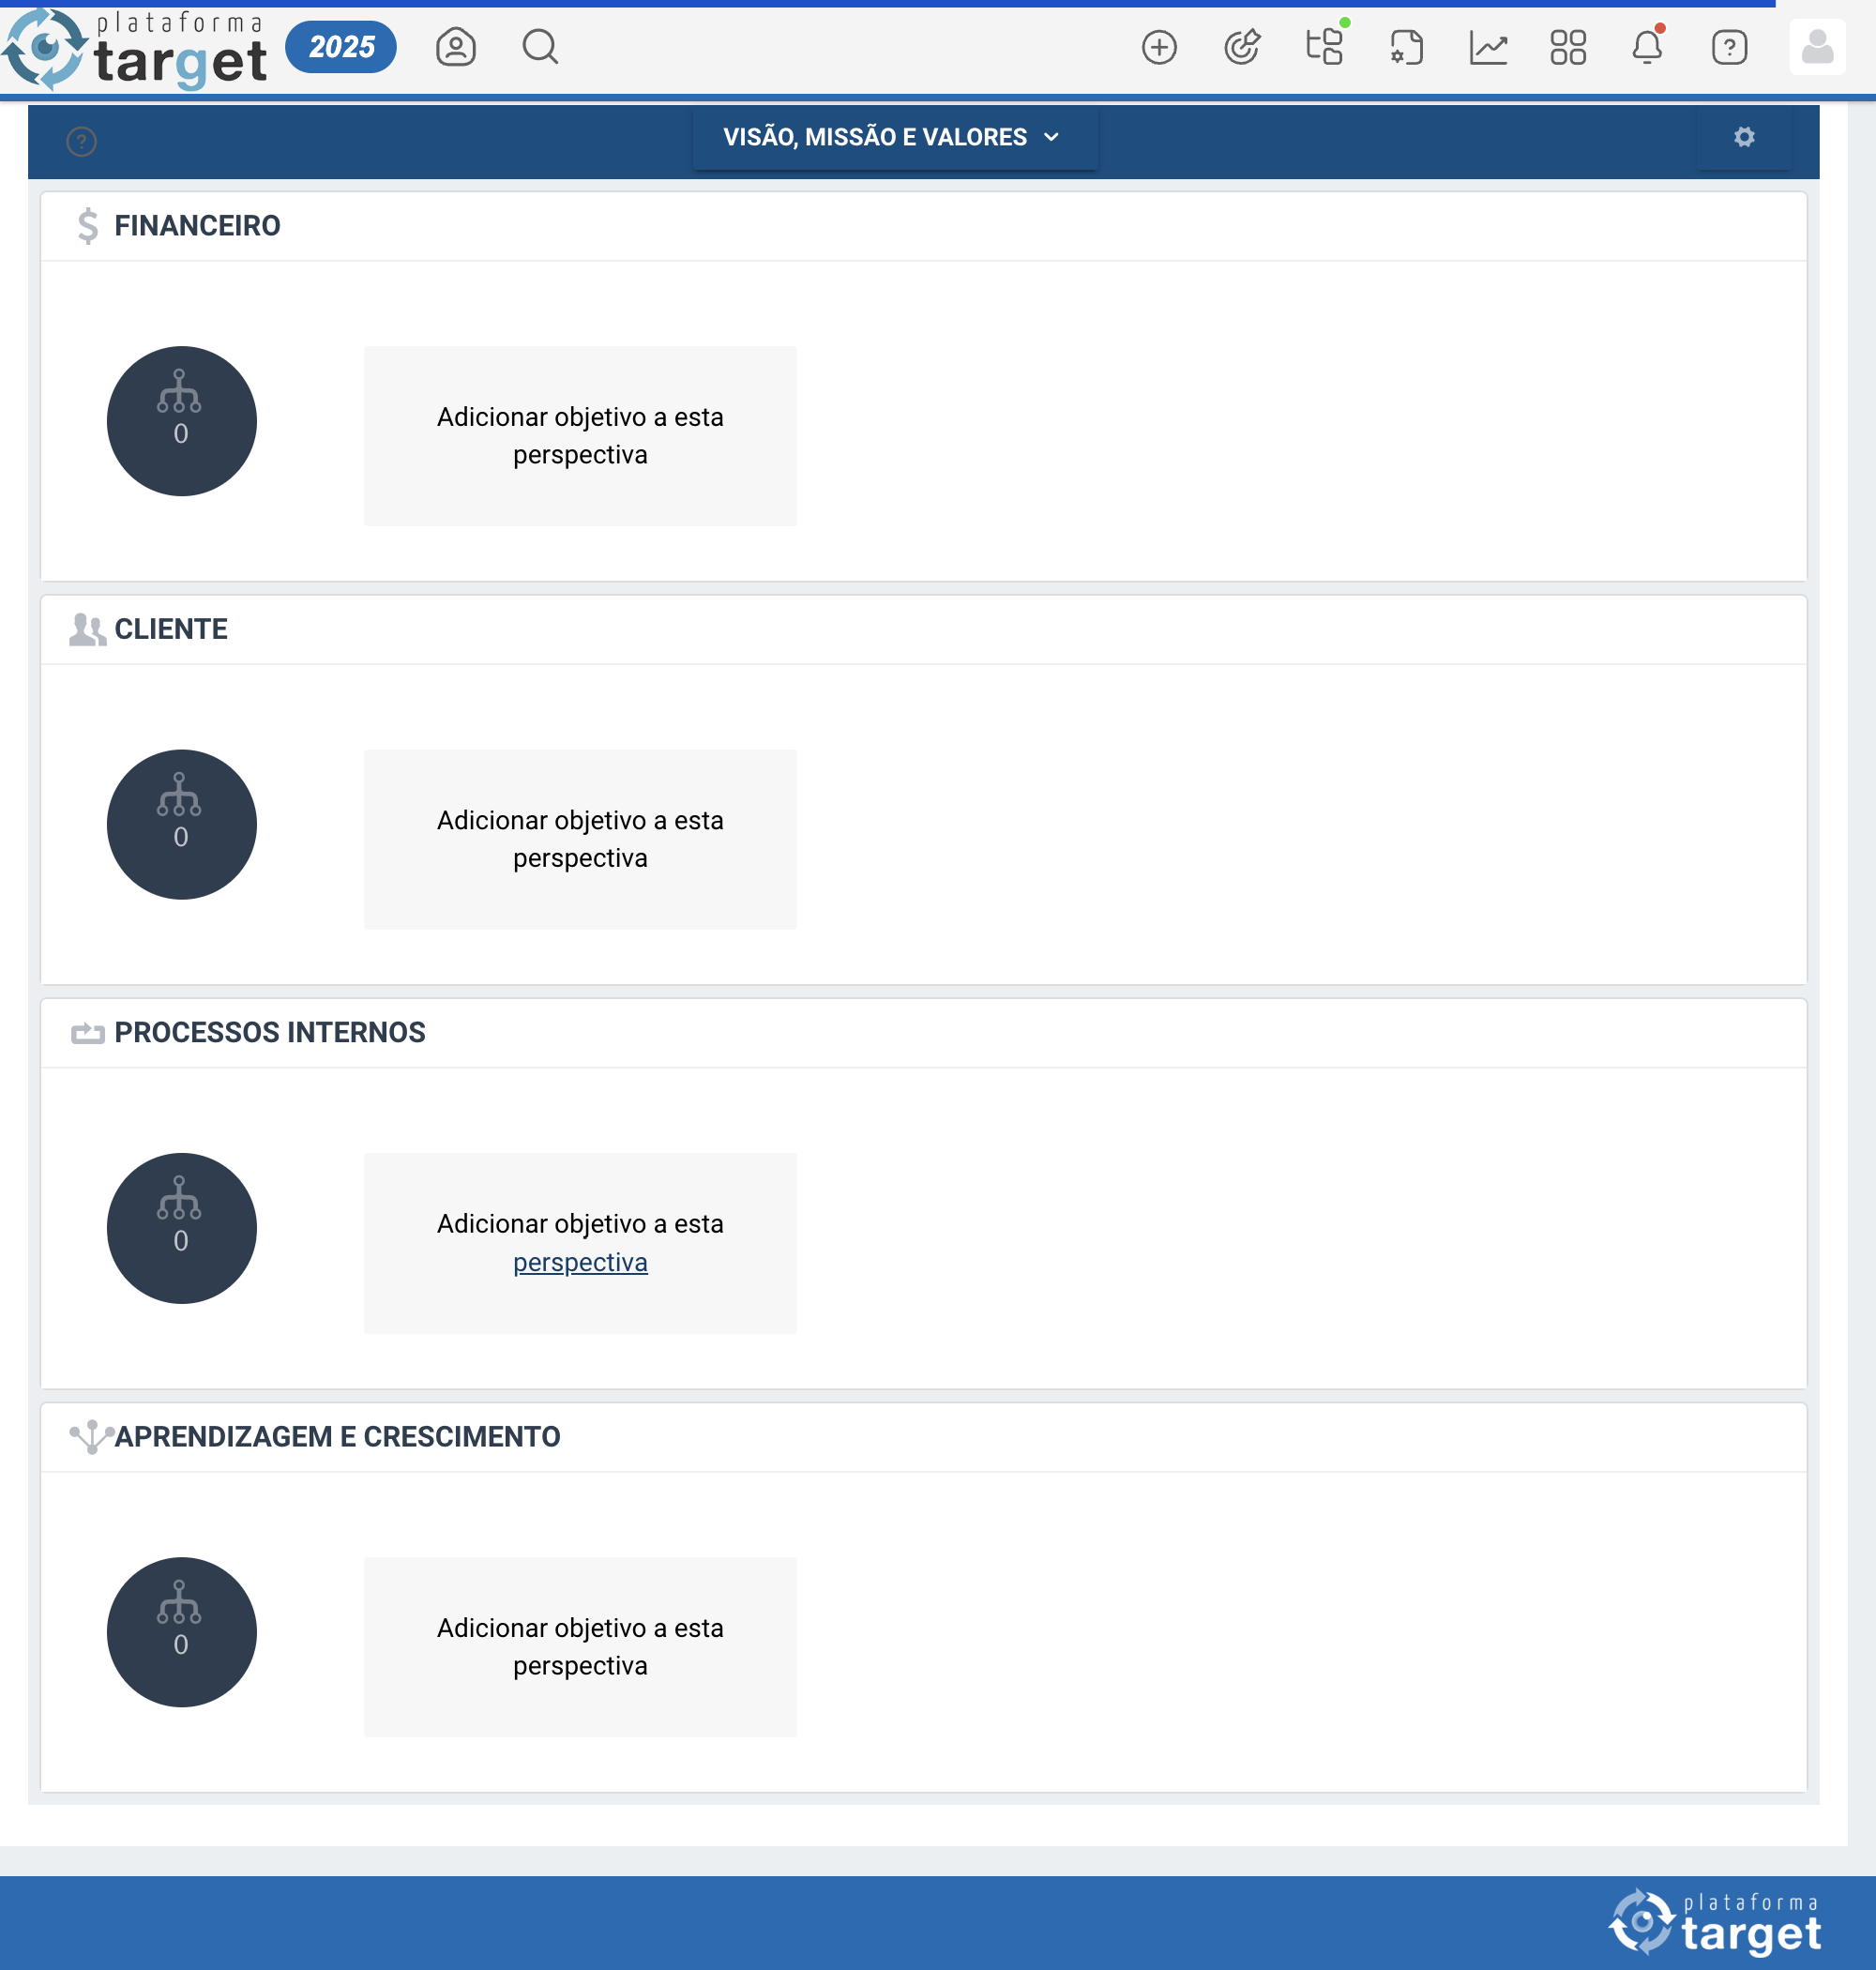 plataforma
target
2025
?
?
VISÃO, MISSÃO E VALORES
FINANCEIRO
0
Adicionar objetivo a esta
perspectiva
CLIENTE
0
Adicionar objetivo a esta
perspectiva
PROCESSOS INTERNOS
0
Adicionar objetivo a esta
perspectiva
APRENDIZAGEM E CRESCIMENTO
0
Adicionar objetivo a esta
perspectiva
plataforma
target